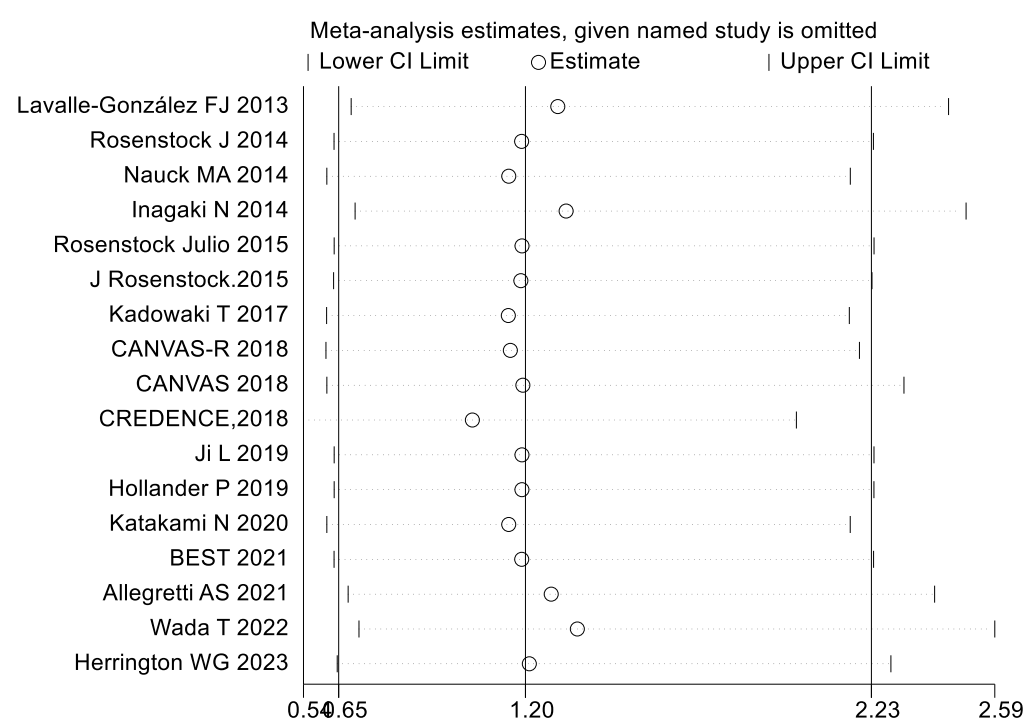 Meta-analysis estimates, given named study is omitted
| Lower CI Limit ○ Estimate | Upper CI Limit
Lavalle-González FJ 2013
Rosenstock J 2014
Nauck MA 2014
Inagaki N 2014
Rosenstock Julio 2015
J Rosenstock.2015
Kadowaki T 2017
CANVAS-R 2018
CANVAS 2018
CREDENCE,2018
Ji L 2019
Hollander P 2019
Katakami N 2020
BEST 2021
Allegretti AS 2021
Wada T 2022
Herrington WG 2023
0.54 0.65 1.20 2.23 2.59